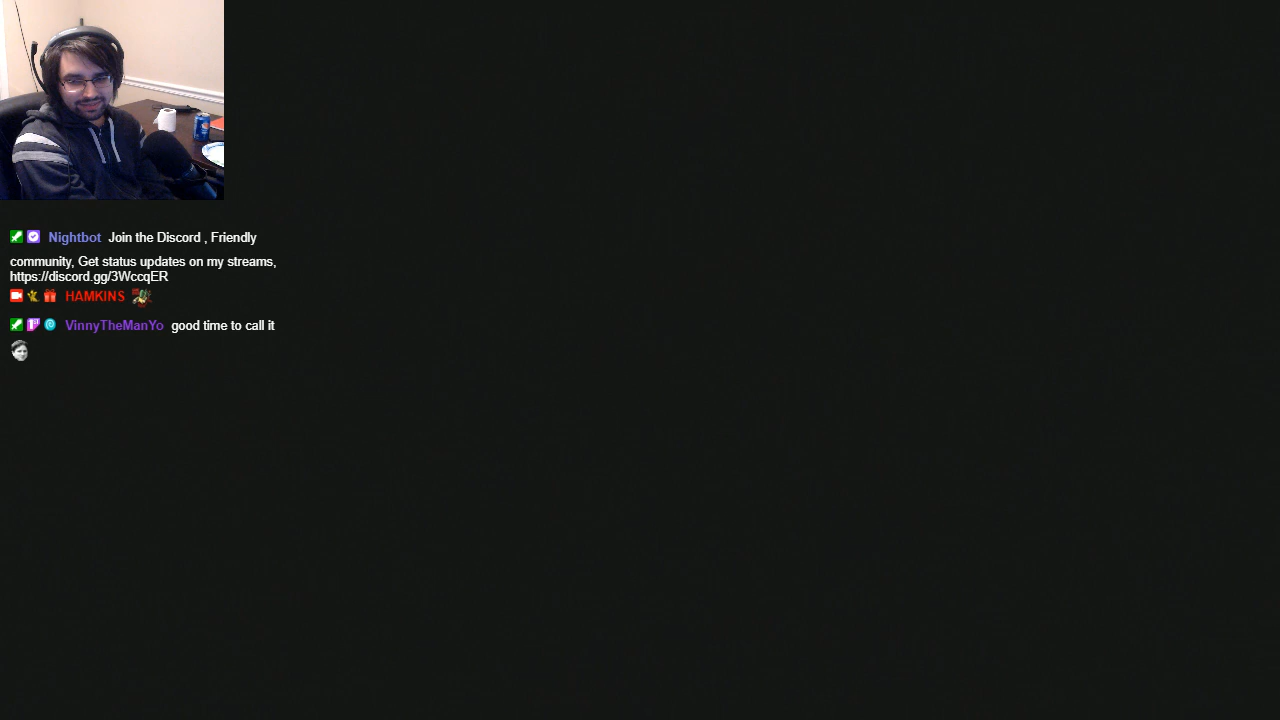 Nightbot Join the Discord , Friendly
community, Get status updates on my streams,
https://discord.gg/3WccqER
HAMKINS
VinnyTheManYo good time to call it